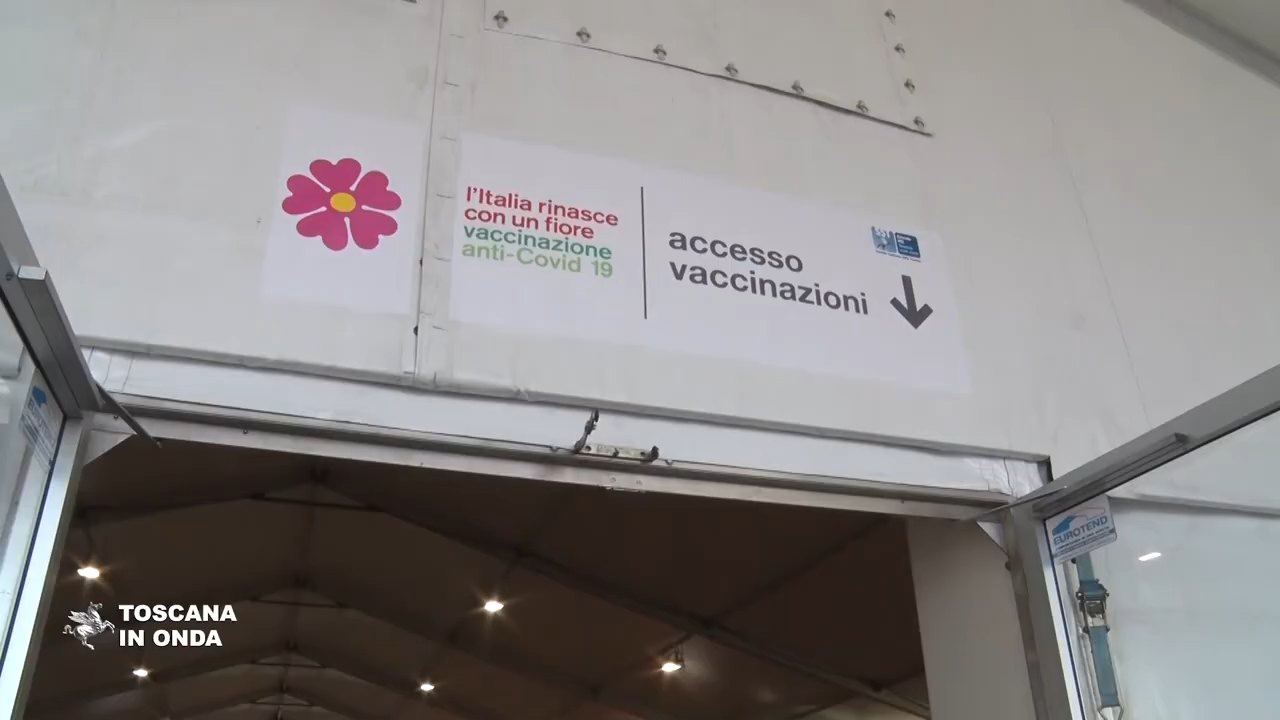 l'Italia rinasce
con un fiore
vaccinazione
anti-Covid 19
accesso
vaccinazioni
EUROTEND
TOSCANA
IN ONDA